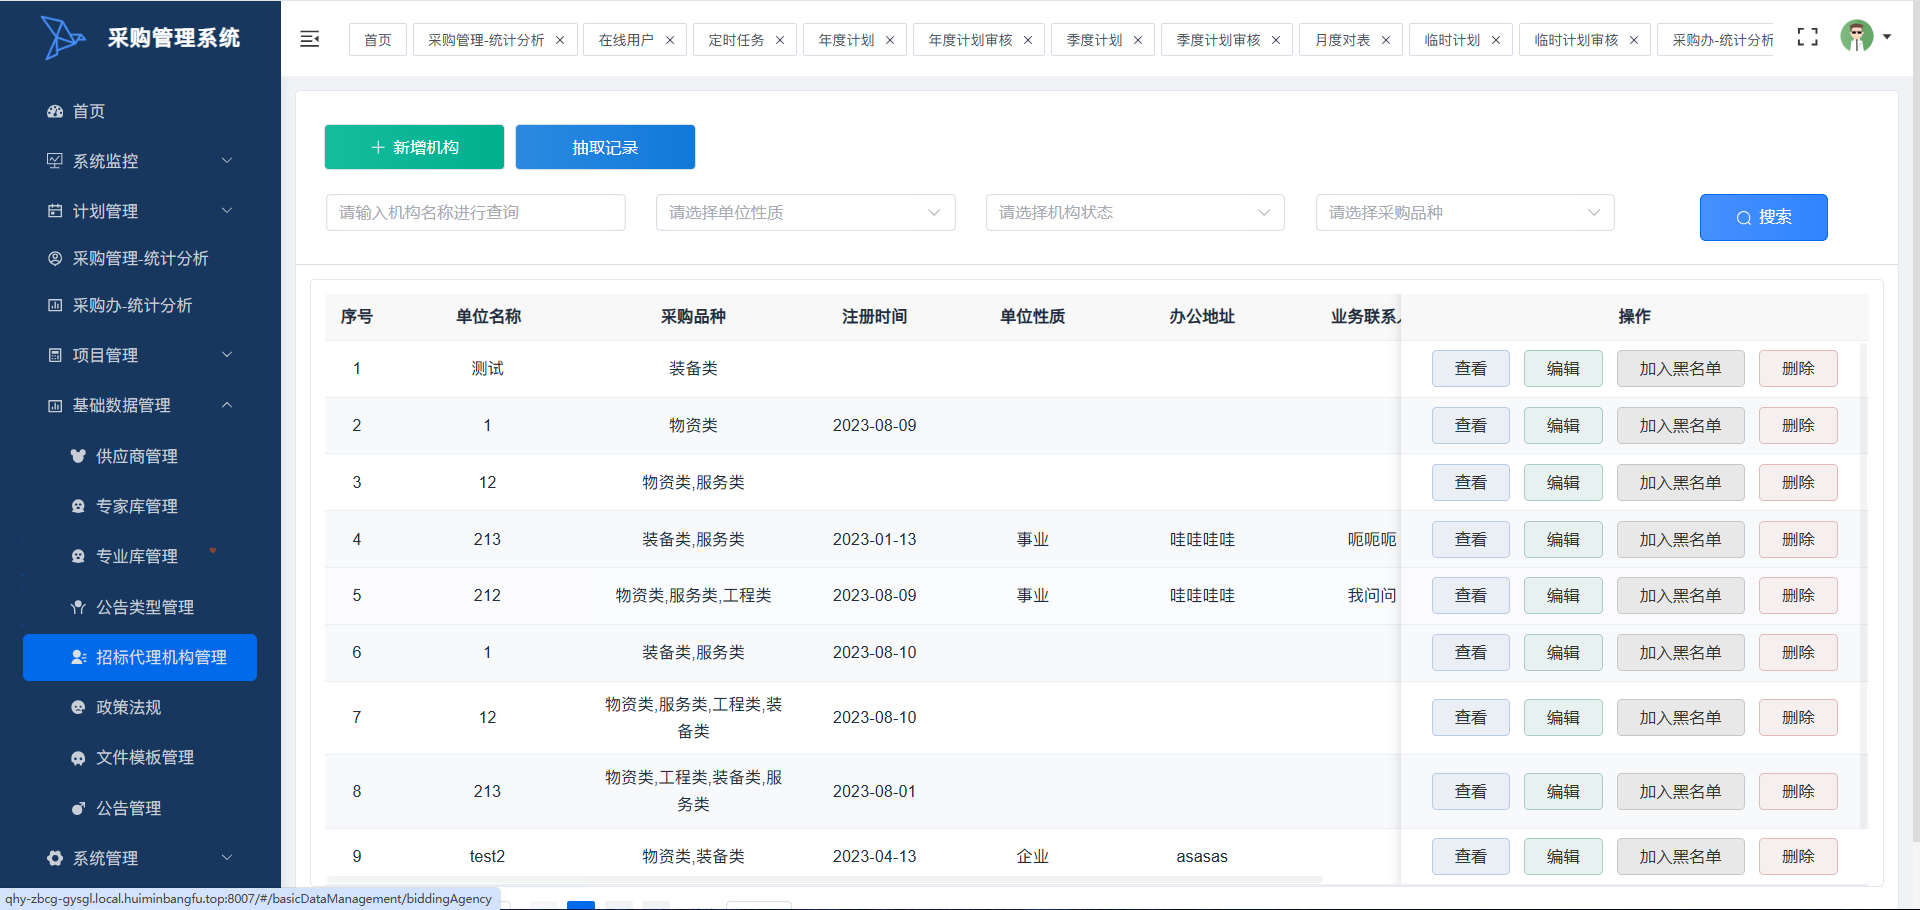 采购管理系统
首页
采购管理-统计分析
在线用户
定时任务
年度计划
年度计划审核
季度计划
季度计划审核
月度对表
临时计划
临时计划审核
采购办-统计分析
首页
系统监控
计划管理
采购管理-统计分析
采购办-统计分析
项目管理
基础数据管理
供应商管理
专家库管理
专业库管理
公告类型管理
招标代理机构管理
政策法规
文件模板管理
公告管理
系统管理
新增机构
抽取记录
请输入机构名称进行查询
请选择单位性质
请选择机构状态
请选择采购品种
搜索
序号 单位名称 采购品种 注册时间 单位性质 办公地址 业务联系人 操作
1 测试 装备类 查看 编辑 加入黑名单 删除
2 1 物资类 2023-08-09 查看 编辑 加入黑名单 删除
3 12 物资类,服务类 查看 编辑 加入黑名单 删除
4 213 装备类,服务类 2023-01-13 事业 哇哇哇哇 呃呃呃 查看 编辑 加入黑名单 删除
5 212 物资类,服务类,工程类 2023-08-09 事业 哇哇哇哇 我问问 查看 编辑 加入黑名单 删除
6 1 装备类,服务类 2023-08-10 查看 编辑 加入黑名单 删除
7 12 物资类,服务类,工程类,装
备类 2023-08-10 查看 编辑 加入黑名单 删除
8 213 物资类,工程类,装备类,服
务类 2023-08-01 查看 编辑 加入黑名单 删除
9 test2 物资类,装备类 2023-04-13 企业 asasas 查看 编辑 加入黑名单 删除
qhy-zbcg-gysgl.local.huiminbangfu.top:8007/#/basicDataManagement/biddingAgency